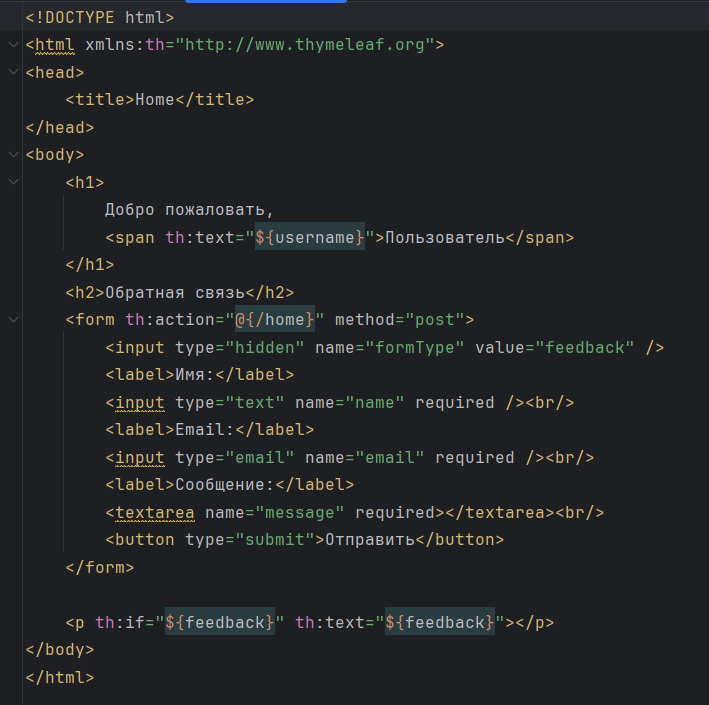 <!DOCTYPE html>
<html xmlns:th="http://www.thymeleaf.org">
<head>
    <title>Home</title>
</head>
<body>
    <h1>
        Добро пожаловать,
        <span th:text="${username}">Пользователь</span>
    </h1>
    <h2>Обратная связь</h2>
    <form th:action="@{/home}" method="post">
        <input type="hidden" name="formType" value="feedback" />
        <label>Имя:</label>
        <input type="text" name="name" required /><br/>
        <label>Email:</label>
        <input type="email" name="email" required /><br/>
        <label>Сообщение:</label>
        <textarea name="message" required></textarea><br/>
        <button type="submit">Отправить</button>
    </form>

    <p th:if="${feedback}" th:text="${feedback}"></p>
</body>
</html>